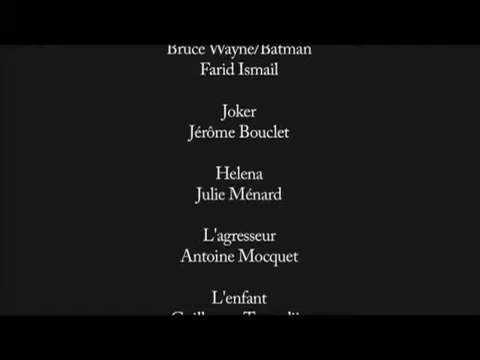 Bruce Wayne/Batman
Farid Ismail
Joker
Jérôme Bouclet
Helena
Julie Ménard
L'agresseur
Antoine Mocquet
L'enfant